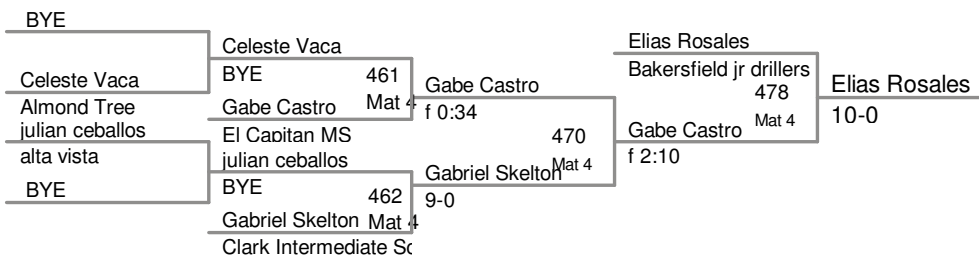 BYE
Celeste Vaca
Almond Tree
julian ceballos
alta vista
BYE
Celeste Vaca
BYE
461
Mat 4
Gabe Castro
El Capitan MS
julian ceballos
BYE
462
Gabriel Skelton Mat 4
Clark Intermediate Sc
Gabe Castro
f 0:34
470
Mat 4
Gabriel Skelton
9-0
Elias Rosales
Bakersfield jr drillers
478
Mat 4
Gabe Castro
f 2:10
Elias Rosales
10-0